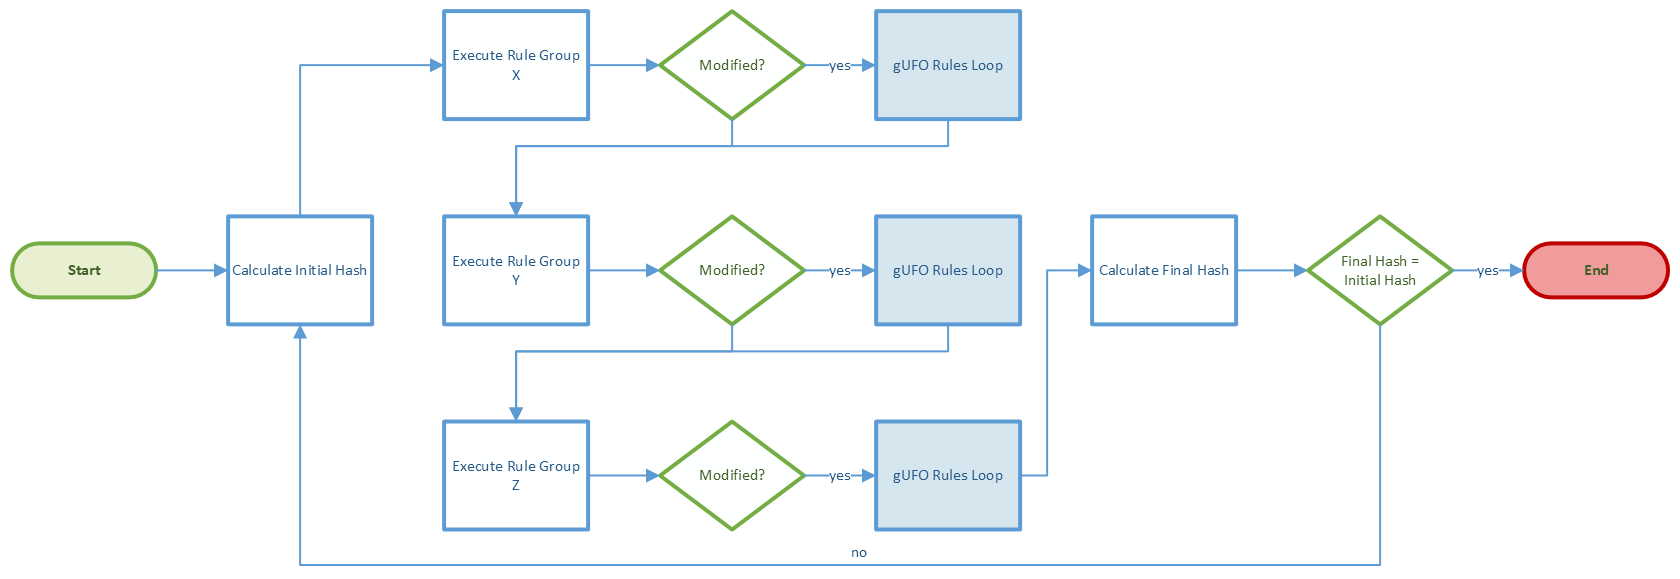 Execute Rule Group
X
Modified?
yes
gUFO Rules Loop
Start
Calculate Initial Hash
Execute Rule Group
Y
Modified?
yes
gUFO Rules Loop
Calculate Final Hash
Final Hash =
Initial Hash
yes
End
Execute Rule Group
Z
Modified?
yes
gUFO Rules Loop
no